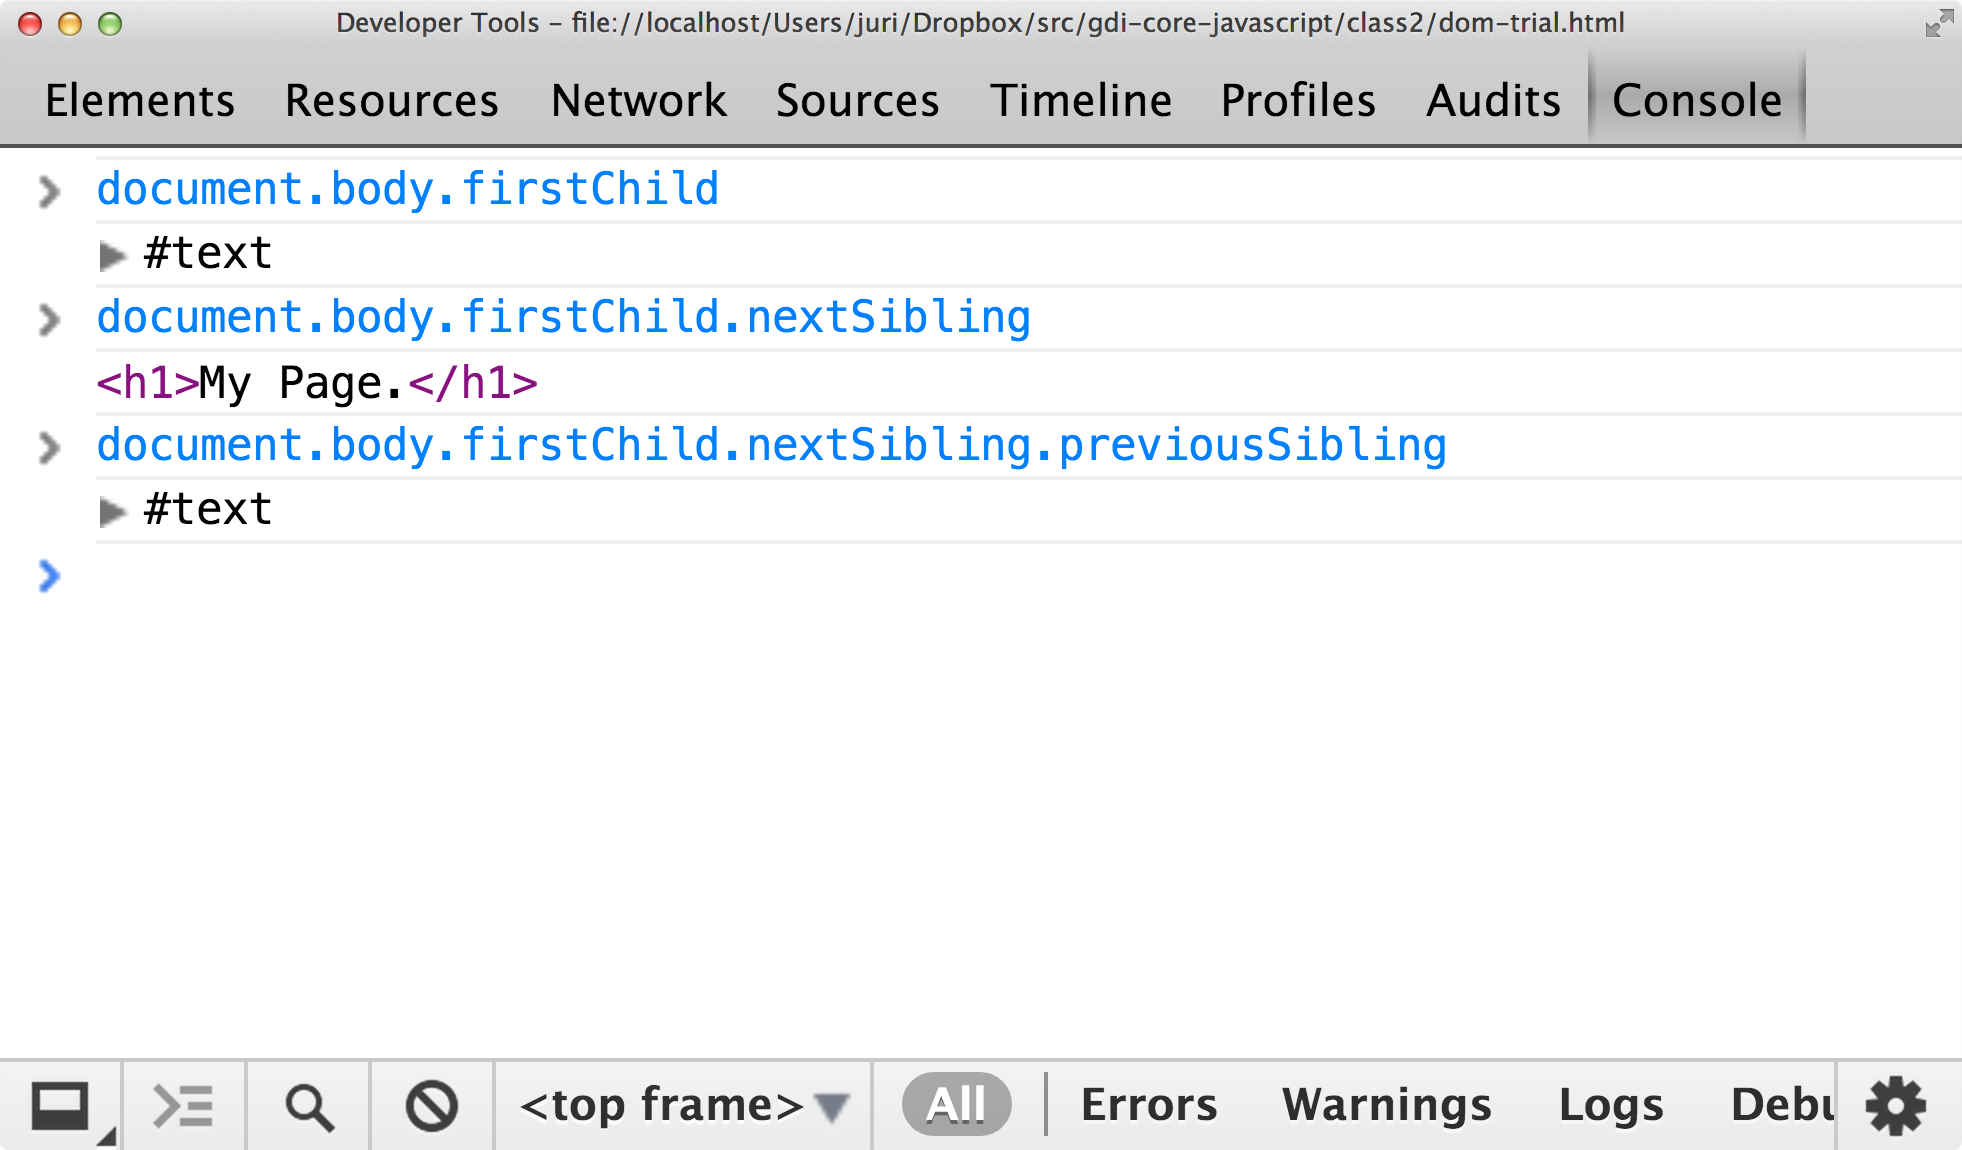 Developer Tools - file://localhost/Users/juri/Dropbox/src/gdi-core-javascript/class2/dom-trial.html
Elements Resources Network Sources Timeline Profiles Audits Console
document.body.firstChild
#text
document.body.firstChild.nextSibling
<h1>My Page.</h1>
document.body.firstChild.nextSibling.previousSibling
#text
<top frame> All Errors Warnings Logs Debu